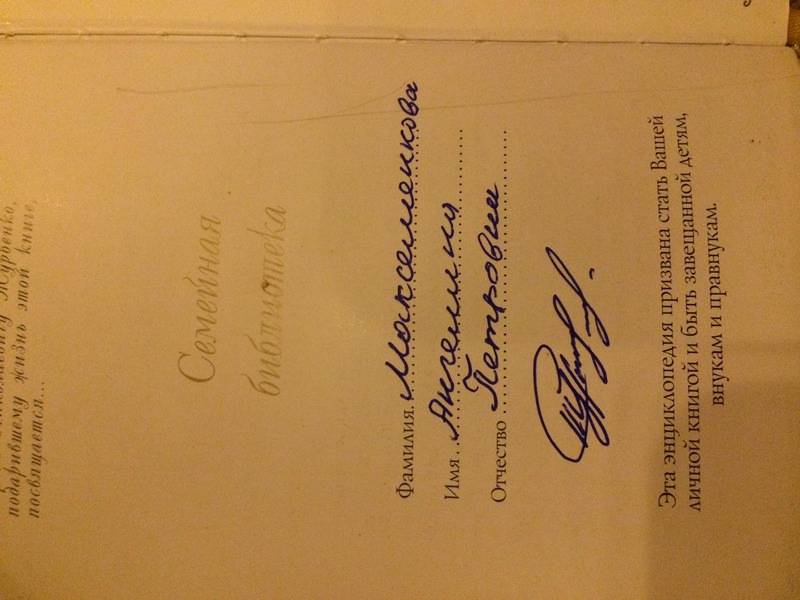 Журбенко,
подарившему жизнь этой книге,
посвящается...
Семейная
библиотека
Фамилия Максименкова
Имя Ангелина
Отчество Петровна
Эта энциклопедия призвана стать Вашей
личной книгой и быть завещанной детям,
внукам и правнукам.